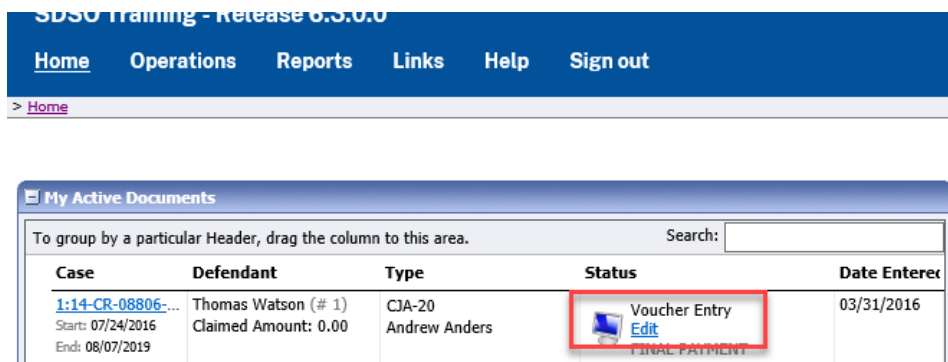 SDSO Training - Release 6.3.0.0
Home Operations Reports Links Help Sign out
> Home
My Active Documents
To group by a particular Header, drag the column to this area. Search:
Case Defendant Type Status Date Entered
1:14-CR-08806-... Thomas Watson (# 1) CJA-20 Voucher Entry 03/31/2016
Start: 07/24/2016 Claimed Amount: 0.00 Andrew Anders Edit
End: 08/07/2019 FINAL PAYMENT